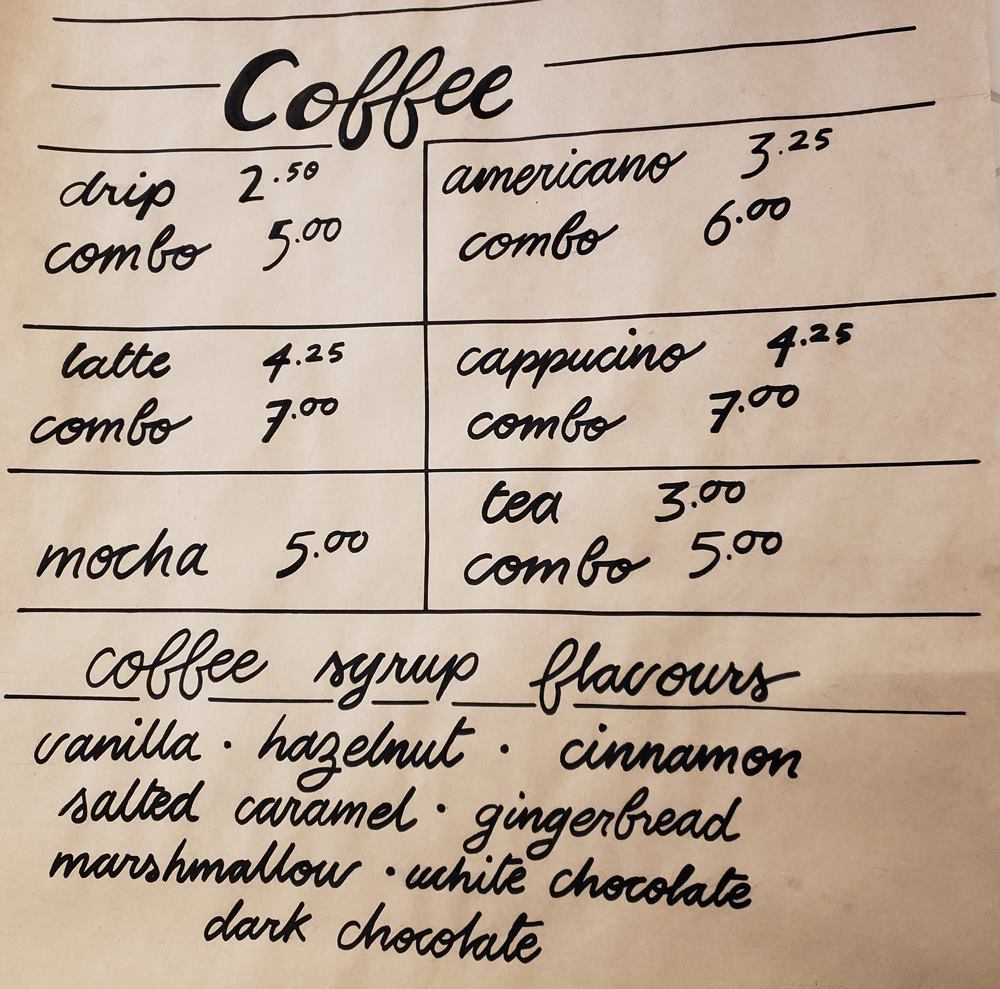 Coffee
drip 2.50
combo 5.00
americano 3.25
combo 6.00
latte 4.25
combo 7.00
cappucino 4.25
combo 7.00
mocha 5.00
tea 3.00
combo 5.00
coffee syrup flavours
vanilla · hazelnut · cinnamon
salted caramel · gingerbread
marshmallow · white chocolate
dark chocolate